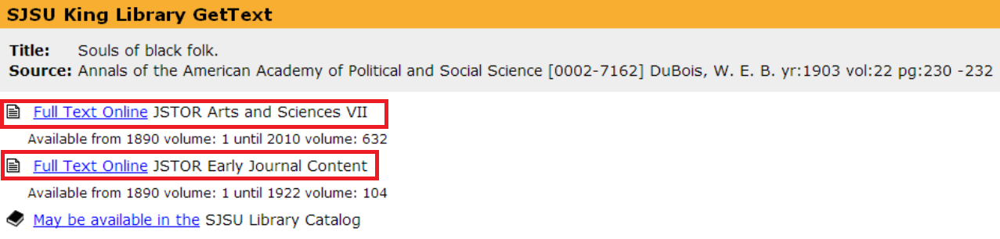 SJSU King Library GetText
Title: Souls of black folk.
Source: Annals of the American Academy of Political and Social Science [0002-7162] DuBois, W. E. B. yr:1903 vol:22 pg:230 -232
Full Text Online JSTOR Arts and Sciences VII
Available from 1890 volume: 1 until 2010 volume: 632
Full Text Online JSTOR Early Journal Content
Available from 1890 volume: 1 until 1922 volume: 104
May be available in the SJSU Library Catalog